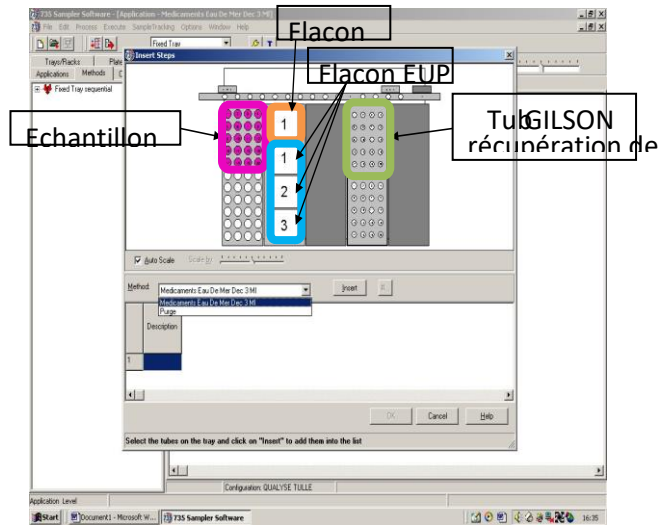 735 Sampler Software - [Application - Medicaments Eau De Mer Dec 3 Ml]
File Edit Process Execute SampleTracking Options Window Help
Fixed Tray
Trays/Racks
Applications Methods
Fixed Tray sequential
Insert Steps
Flacon
Flacon EUP
Echantillon
Tub GILSON
récupération de
1
1
2
3
Auto Scale Scale by
Method: Medicaments Eau De Mer Dec 3 Ml Insert
Medicaments Eau De Mer Dec 3 Ml
Purge
Description
1
OK Cancel Help
Select the tubes on the tray and click on "Insert" to add them into the list
Configuration: QUALYSE TULLE
Application Level
Start Document1 - Microsoft W... 735 Sampler Software 16:35